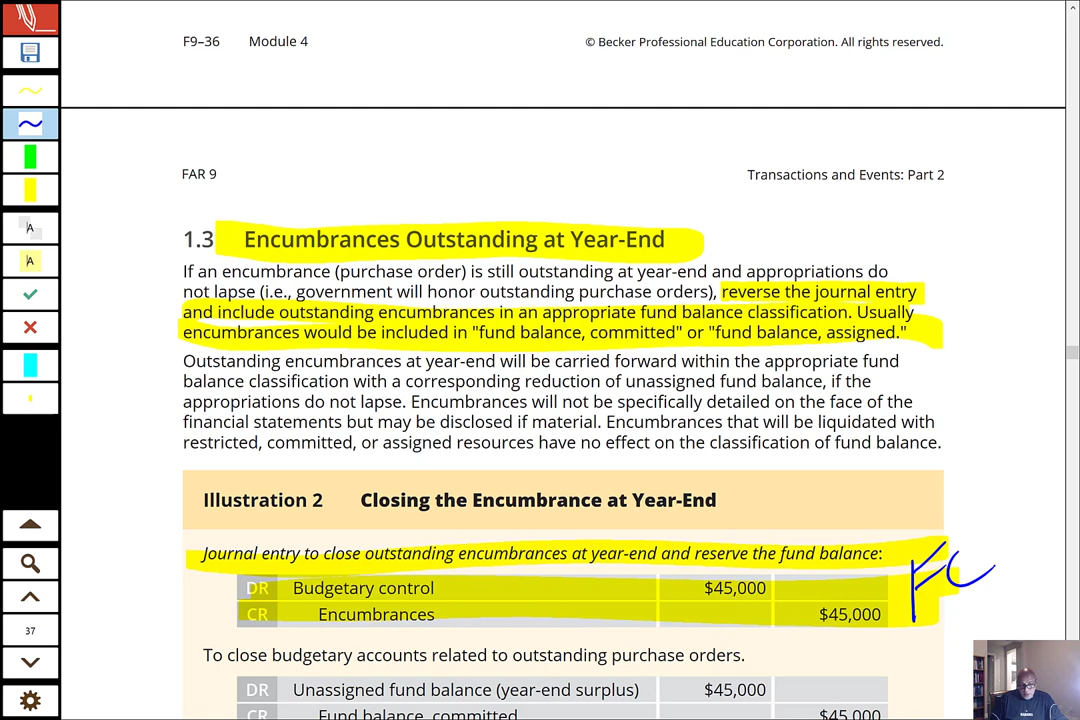 F9–36 Module 4 © Becker Professional Education Corporation. All rights reserved.
FAR 9 Transactions and Events: Part 2
1.3 Encumbrances Outstanding at Year-End
If an encumbrance (purchase order) is still outstanding at year-end and appropriations do
not lapse (i.e., government will honor outstanding purchase orders), reverse the journal entry
and include outstanding encumbrances in an appropriate fund balance classification. Usually
encumbrances would be included in "fund balance, committed" or "fund balance, assigned."
Outstanding encumbrances at year-end will be carried forward within the appropriate fund
balance classification with a corresponding reduction of unassigned fund balance, if the
appropriations do not lapse. Encumbrances will not be specifically detailed on the face of the
financial statements but may be disclosed if material. Encumbrances that will be liquidated with
restricted, committed, or assigned resources have no effect on the classification of fund balance.
Illustration 2 Closing the Encumbrance at Year-End
Journal entry to close outstanding encumbrances at year-end and reserve the fund balance:
DR Budgetary control $45,000
CR Encumbrances $45,000
To close budgetary accounts related to outstanding purchase orders.
DR Unassigned fund balance (year-end surplus) $45,000
CR Fund balance, committed $45,000
A
A
37